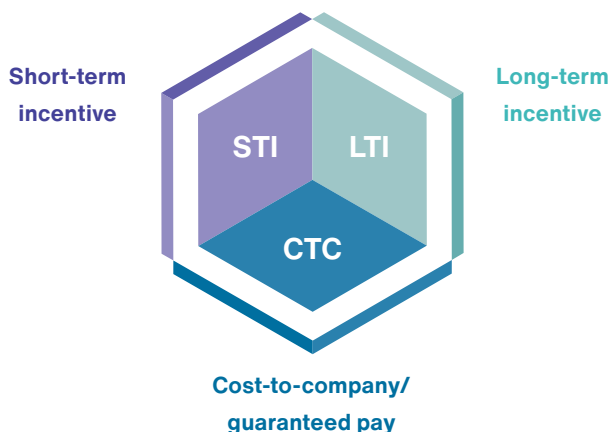 Short-term
incentive
Long-term
incentive
STI
LTI
CTC
Cost-to-company/
guaranteed pay